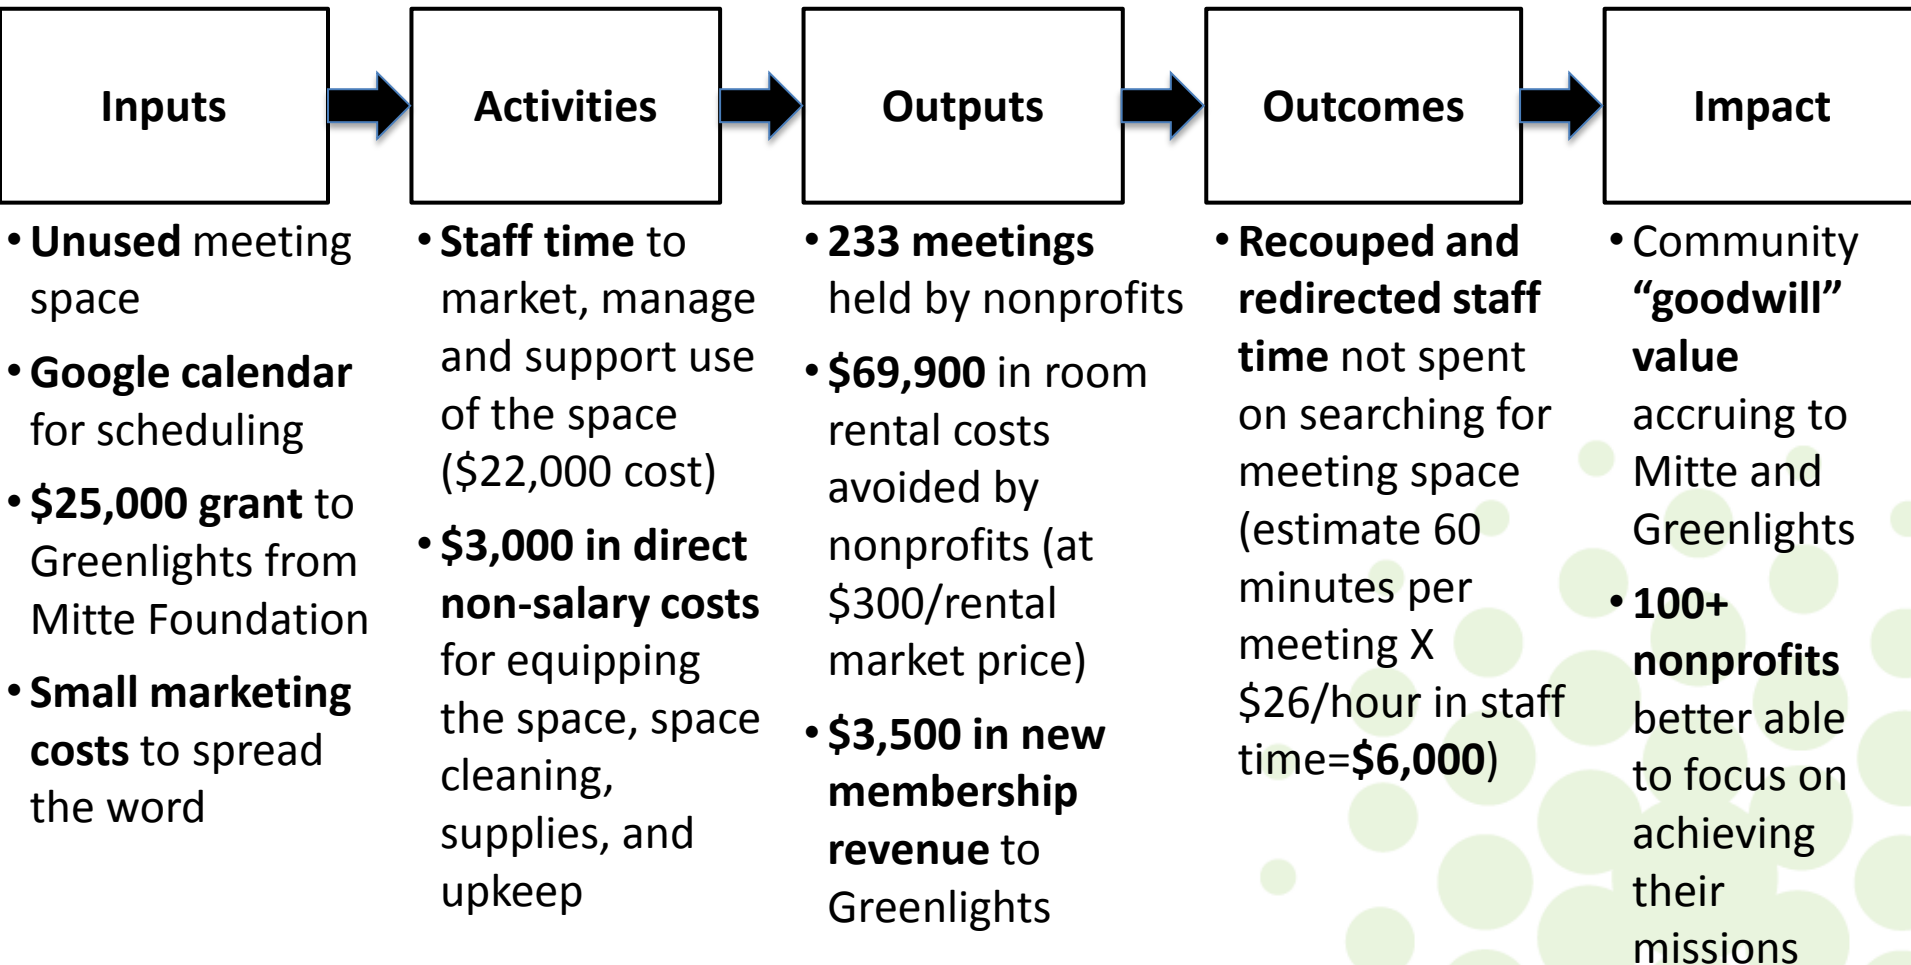 Inputs
Activities
Outputs
Outcomes
Impact
• Unused meeting
space
• Google calendar
for scheduling
• $25,000 grant to
Greenlights from
Mitte Foundation
• Small marketing
costs to spread
the word
• Staff time to
market, manage
and support use
of the space
($22,000 cost)
• $3,000 in direct
non-salary costs
for equipping
the space, space
cleaning,
supplies, and
upkeep
• 233 meetings
held by nonprofits
• $69,900 in room
rental costs
avoided by
nonprofits (at
$300/rental
market price)
• $3,500 in new
membership
revenue to
Greenlights
• Recouped and
redirected staff
time not spent
on searching for
meeting space
(estimate 60
minutes per
meeting X
$26/hour in staff
time=$6,000)
• Community
“goodwill”
value
accruing to
Mitte and
Greenlights
• 100+
nonprofits
better able
to focus on
achieving
their
missions